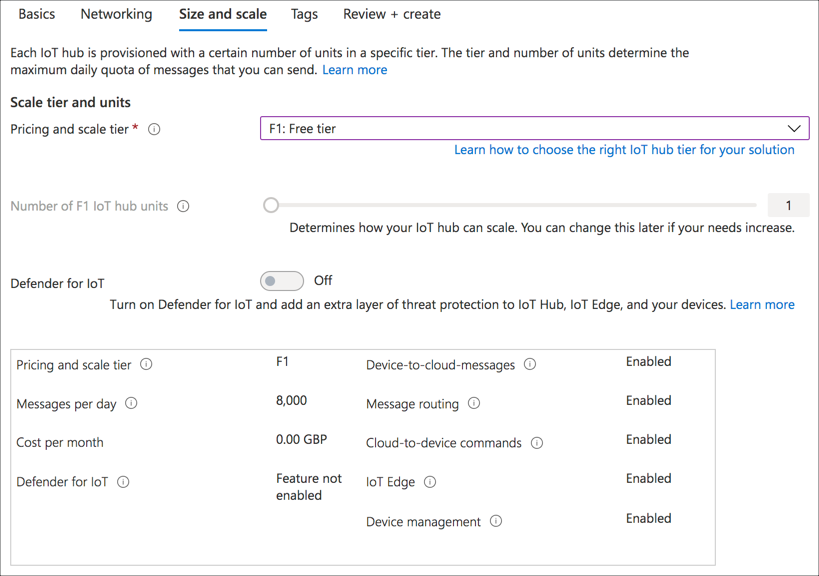 Basics Networking Size and scale Tags Review + create
Each IoT hub is provisioned with a certain number of units in a specific tier. The tier and number of units determine the
maximum daily quota of messages that you can send. Learn more
Scale tier and units
Pricing and scale tier *
F1: Free tier
Learn how to choose the right IoT hub tier for your solution
Number of F1 IoT hub units
1
Determines how your IoT hub can scale. You can change this later if your needs increase.
Defender for IoT
Off
Turn on Defender for IoT and add an extra layer of threat protection to IoT Hub, IoT Edge, and your devices. Learn more
Pricing and scale tier F1
Messages per day 8,000
Cost per month 0.00 GBP
Defender for IoT Feature not
enabled
Device-to-cloud-messages Enabled
Message routing Enabled
Cloud-to-device commands Enabled
IoT Edge Enabled
Device management Enabled